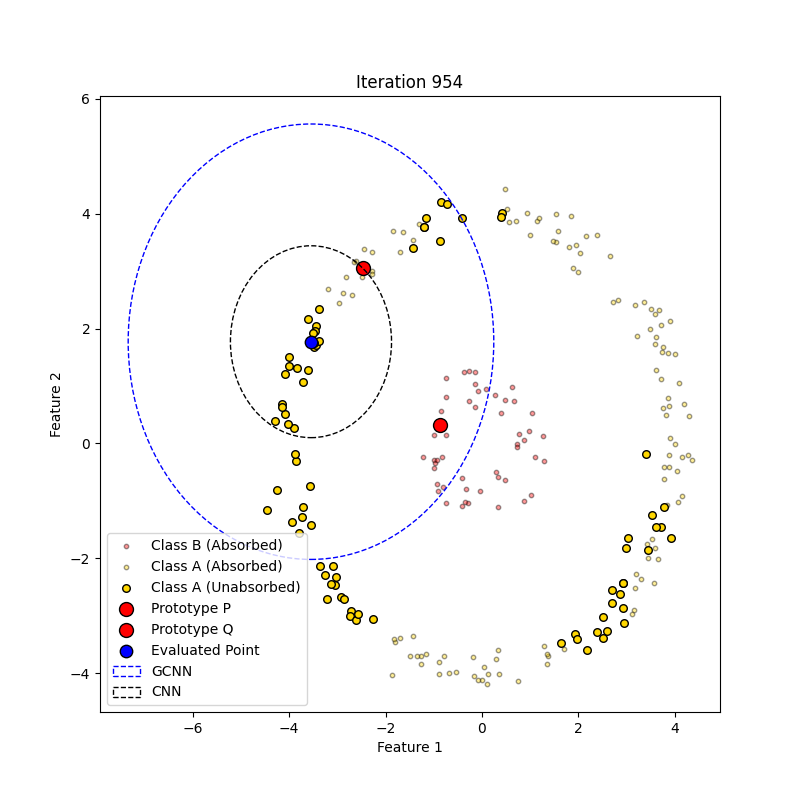 Iteration 954
6
4
2
0
−2
−4
Feature 2
Class B (Absorbed)
Class A (Absorbed)
Class A (Unabsorbed)
Prototype P
Prototype Q
Evaluated Point
GCNN
CNN
−6 −4 −2 0 2 4
Feature 1